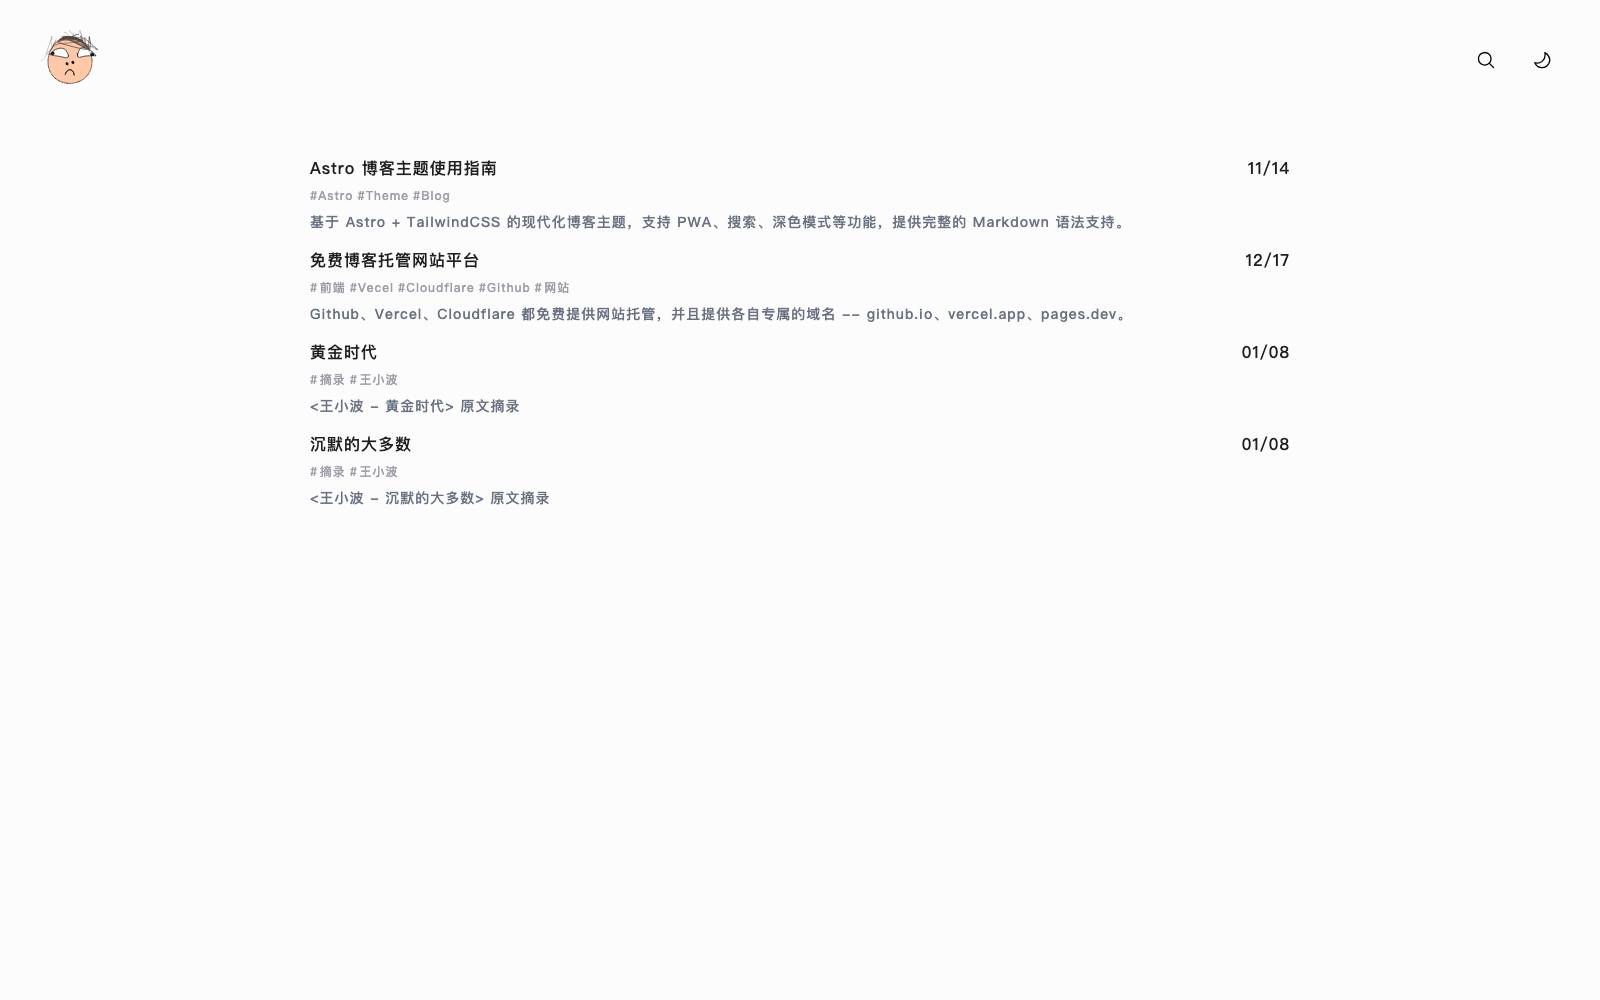 Astro 博客主题使用指南 11/14
#Astro #Theme #Blog
基于 Astro + TailwindCSS 的现代化博客主题，支持 PWA、搜索、深色模式等功能，提供完整的 Markdown 语法支持。
免费博客托管网站平台 12/17
#前端 #Vecel #Cloudflare #Github #网站
Github、Vercel、Cloudflare 都免费提供网站托管，并且提供各自专属的域名 -- github.io、vercel.app、pages.dev。
黄金时代 01/08
#摘录 #王小波
<王小波 - 黄金时代> 原文摘录
沉默的大多数 01/08
#摘录 #王小波
<王小波 - 沉默的大多数> 原文摘录